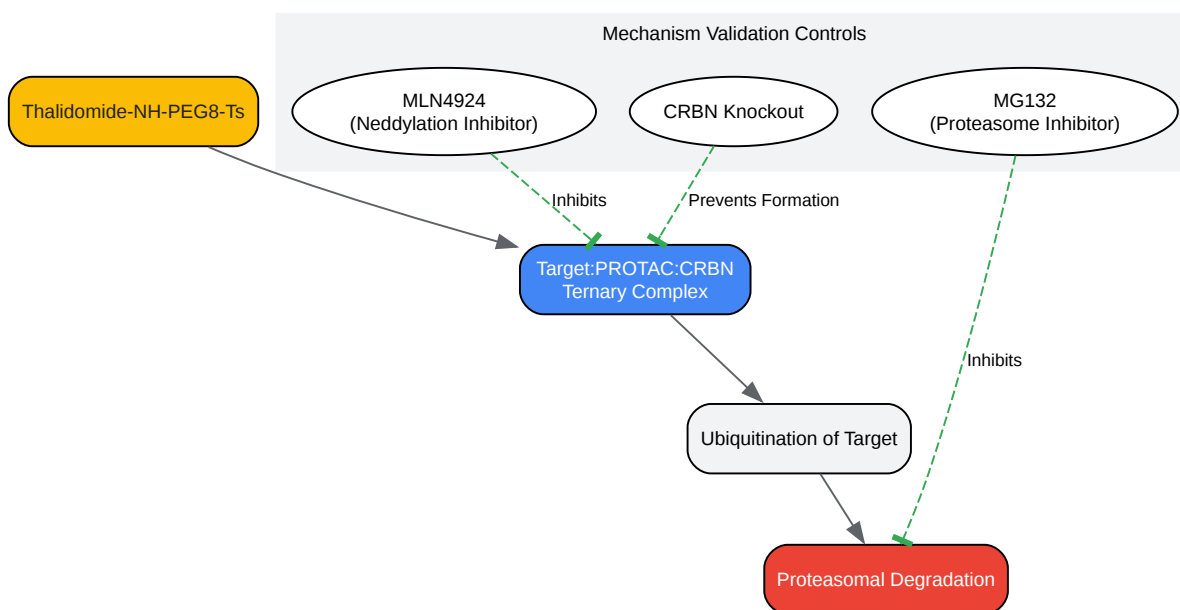 Mechanism Validation Controls
Thalidomide-NH-PEG8-Ts
MLN4924
(Neddylation Inhibitor)
CRBN Knockout
MG132
(Proteasome Inhibitor)
Inhibits
Prevents Formation
Target:PROTAC:CRBN
Ternary Complex
Inhibits
Ubiquitination of Target
Proteasomal Degradation